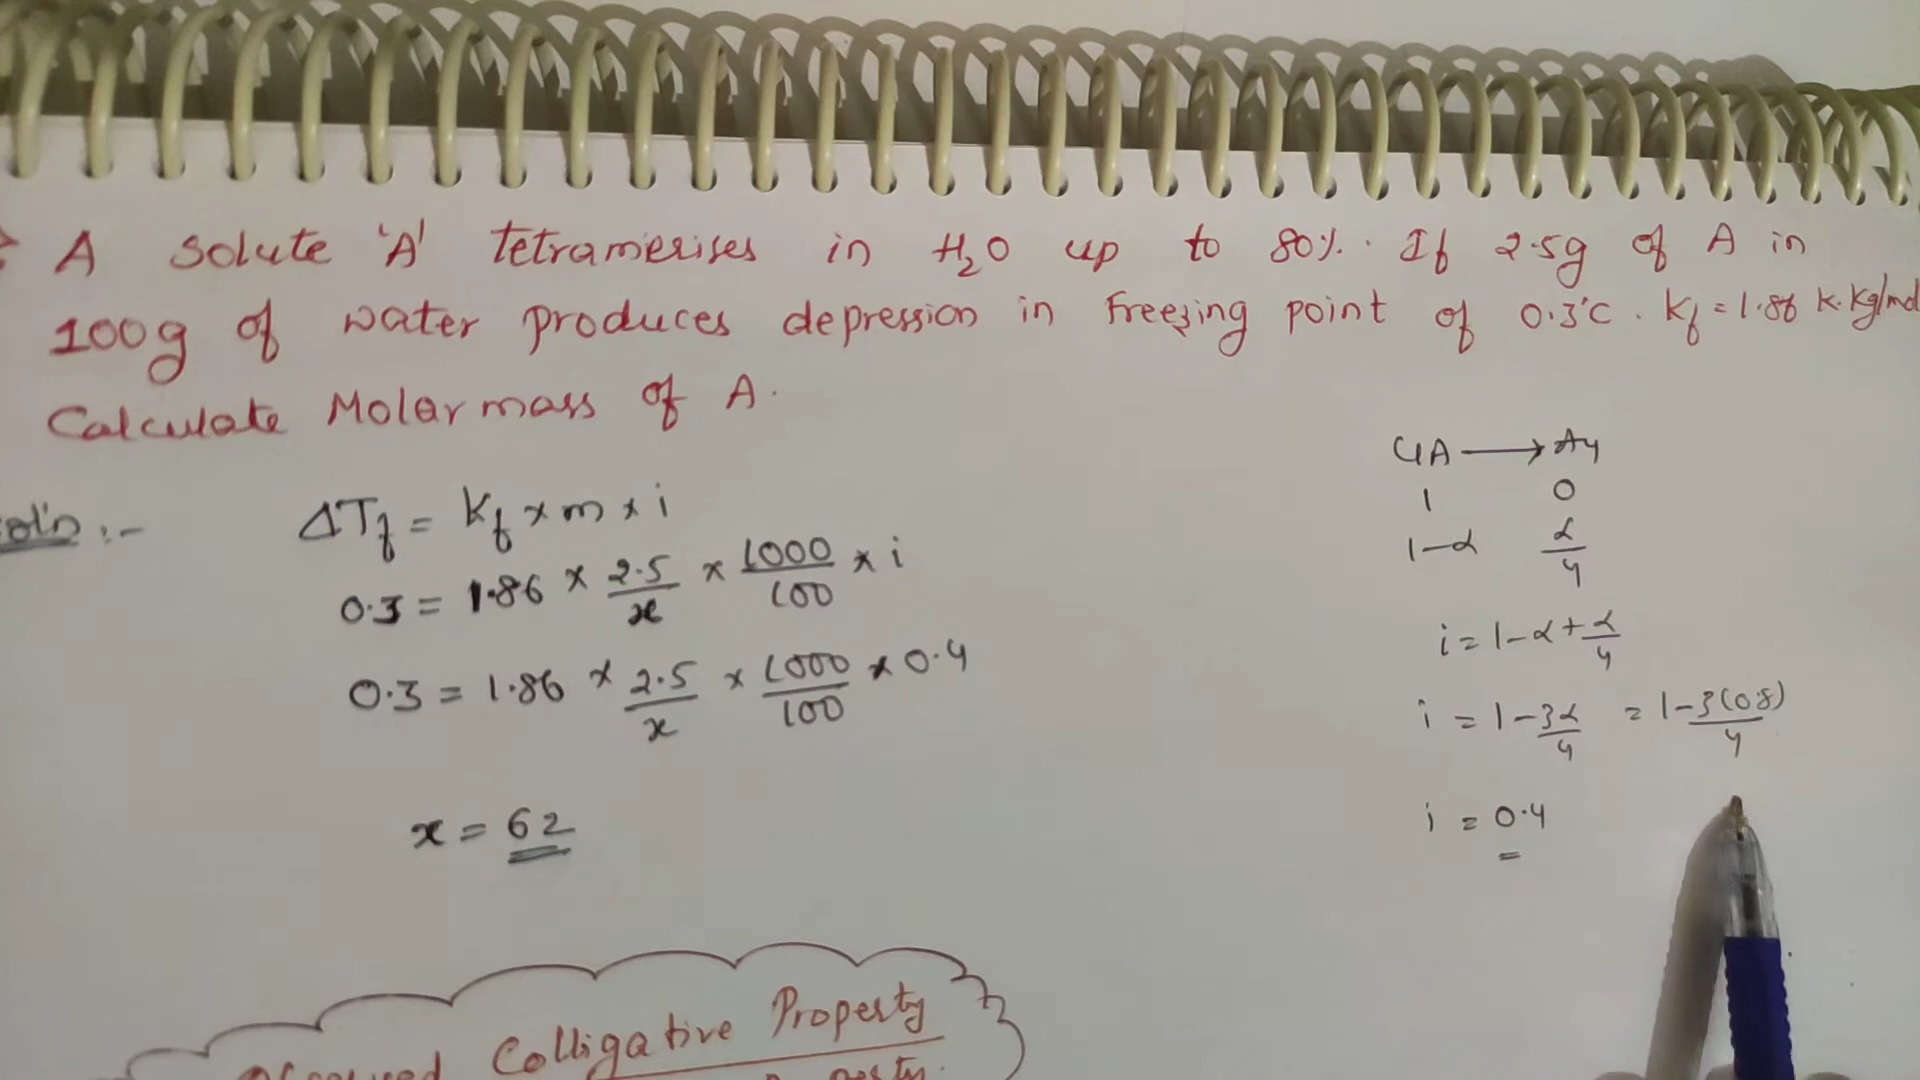 A solute 'A' tetramerises in H₂O up to 80%. If 2.5g of A in
100g of water produces depression in Freezing point of 0.3°C. Kf = 1.86 K.Kg/mol
Calculate Molar mass of A.
Sol'n :-
ΔTf = Kf × m × i
0.3 = 1.86 × 2.5/x × 1000/100 × i
0.3 = 1.86 × 2.5/x × 1000/100 × 0.4
x = 62
4A → A4
1 0
1-α α/4
i = 1-α+α/4
i = 1-3α/4 = 1-3(0.8)/4
i = 0.4
Colligative Property